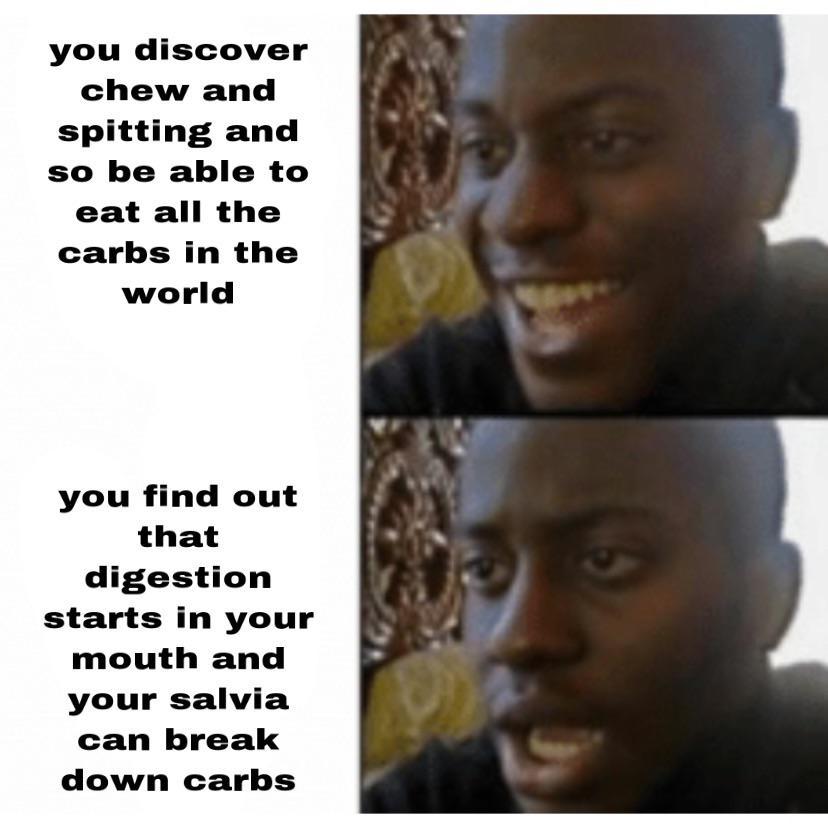 you discover
chew and
spitting and
so be able to
eat all the
carbs in the
world
you find out
that
digestion
starts in your
mouth and
your salvia
can break
down carbs